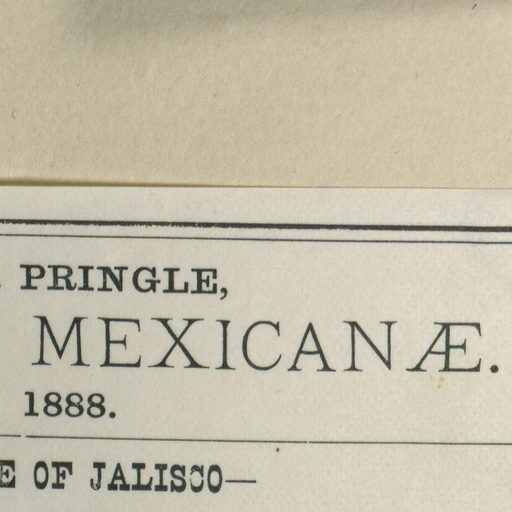 PRINGLE,
MEXICANÆ.
1888.
E OF JALISCO—